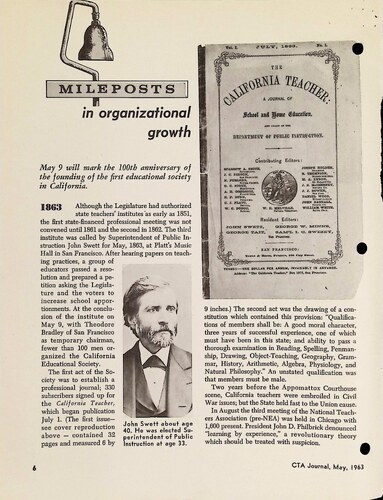 MILEPOSTS
in organizational
growth
May 9 will mark the 100th anniversary of
the founding of the first educational society
in California.
1863 Although the Legislature had authorized
state teachers' institutes as early as 1851,
the first state-financed professional meeting was not
convened until 1861 and the second in 1862. The third
institute was called by Superintendent of Public In-
struction John Swett for May, 1863, at Platt's Music
Hall in San Francisco. After hearing papers on teach-
ing practices, a group of
educators passed a reso-
lution and prepared a pe-
tition asking the Legisla-
ture and the voters to
increase school appor-
tionments. At the conclu-
sion of the institute on
May 9, with Theodore
Bradley of San Francisco
as temporary chairman,
fewer than 100 men or-
ganized the California
Educational Society.
The first act of the So-
ciety was to establish a
professional journal; 330
subscribers signed up for
the California Teacher,
which began publication
July 1. (The first issue—
see cover reproduction
above — contained 32
pages and measured 6 by
John Swett about age
40. He was elected Su-
perintendent of Public
Instruction at age 33.
Vol. I. JULY, 1863. No. 1.
THE
CALIFORNIA TEACHER:
A JOURNAL OF
School and Home Education,
AND ORGAN OF THE
DEPARTMENT OF PUBLIC INSTRUCTION.
Contributing Editors:
Resident Editors:
JOHN SWETT, GEORGE W. MINNS,
GEORGE TAIT, SAM'L I. C. SWEZEY,
SAN FRANCISCO:
9 inches.) The second act was the drawing of a con-
stitution which contained this provision: "Qualifica-
tions of members shall be: A good moral character,
three years of successful experience, one of which
must have been in this state; and ability to pass a
thorough examination in Reading, Spelling, Penman-
ship, Drawing, Object-Teaching, Geography, Gram-
mar, History, Arithmetic, Algebra, Physiology, and
Natural Philosophy." An unstated qualification was
that members must be male.
Two years before the Appomattox Courthouse
scene, California teachers were embroiled in Civil
War issues; but the State held fast to the Union cause.
In August the third meeting of the National Teach-
ers Association (pre-NEA) was held in Chicago with
1,600 present. President John D. Philbrick denounced
"learning by experience," a revolutionary theory
which should be treated with suspicion.
6
CTA Journal, May, 1963